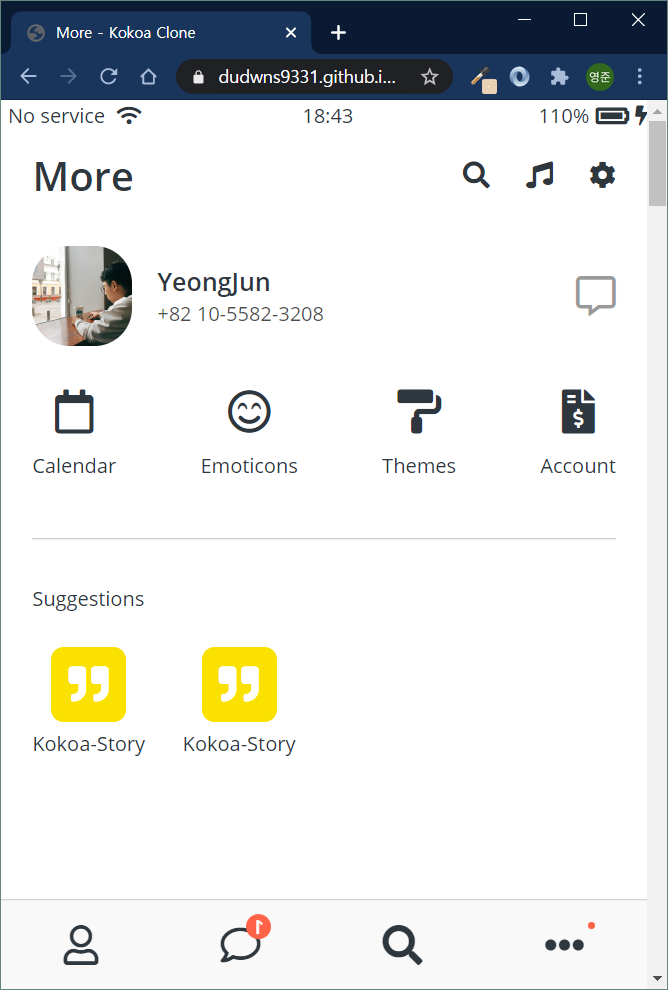 More - Kokoa Clone
dudwns9331.github.i...
영준
No service 18:43 110%
More
YeongJun
+82 10-5582-3208
Calendar Emoticons Themes Account
Suggestions
Kokoa-Story Kokoa-Story
1